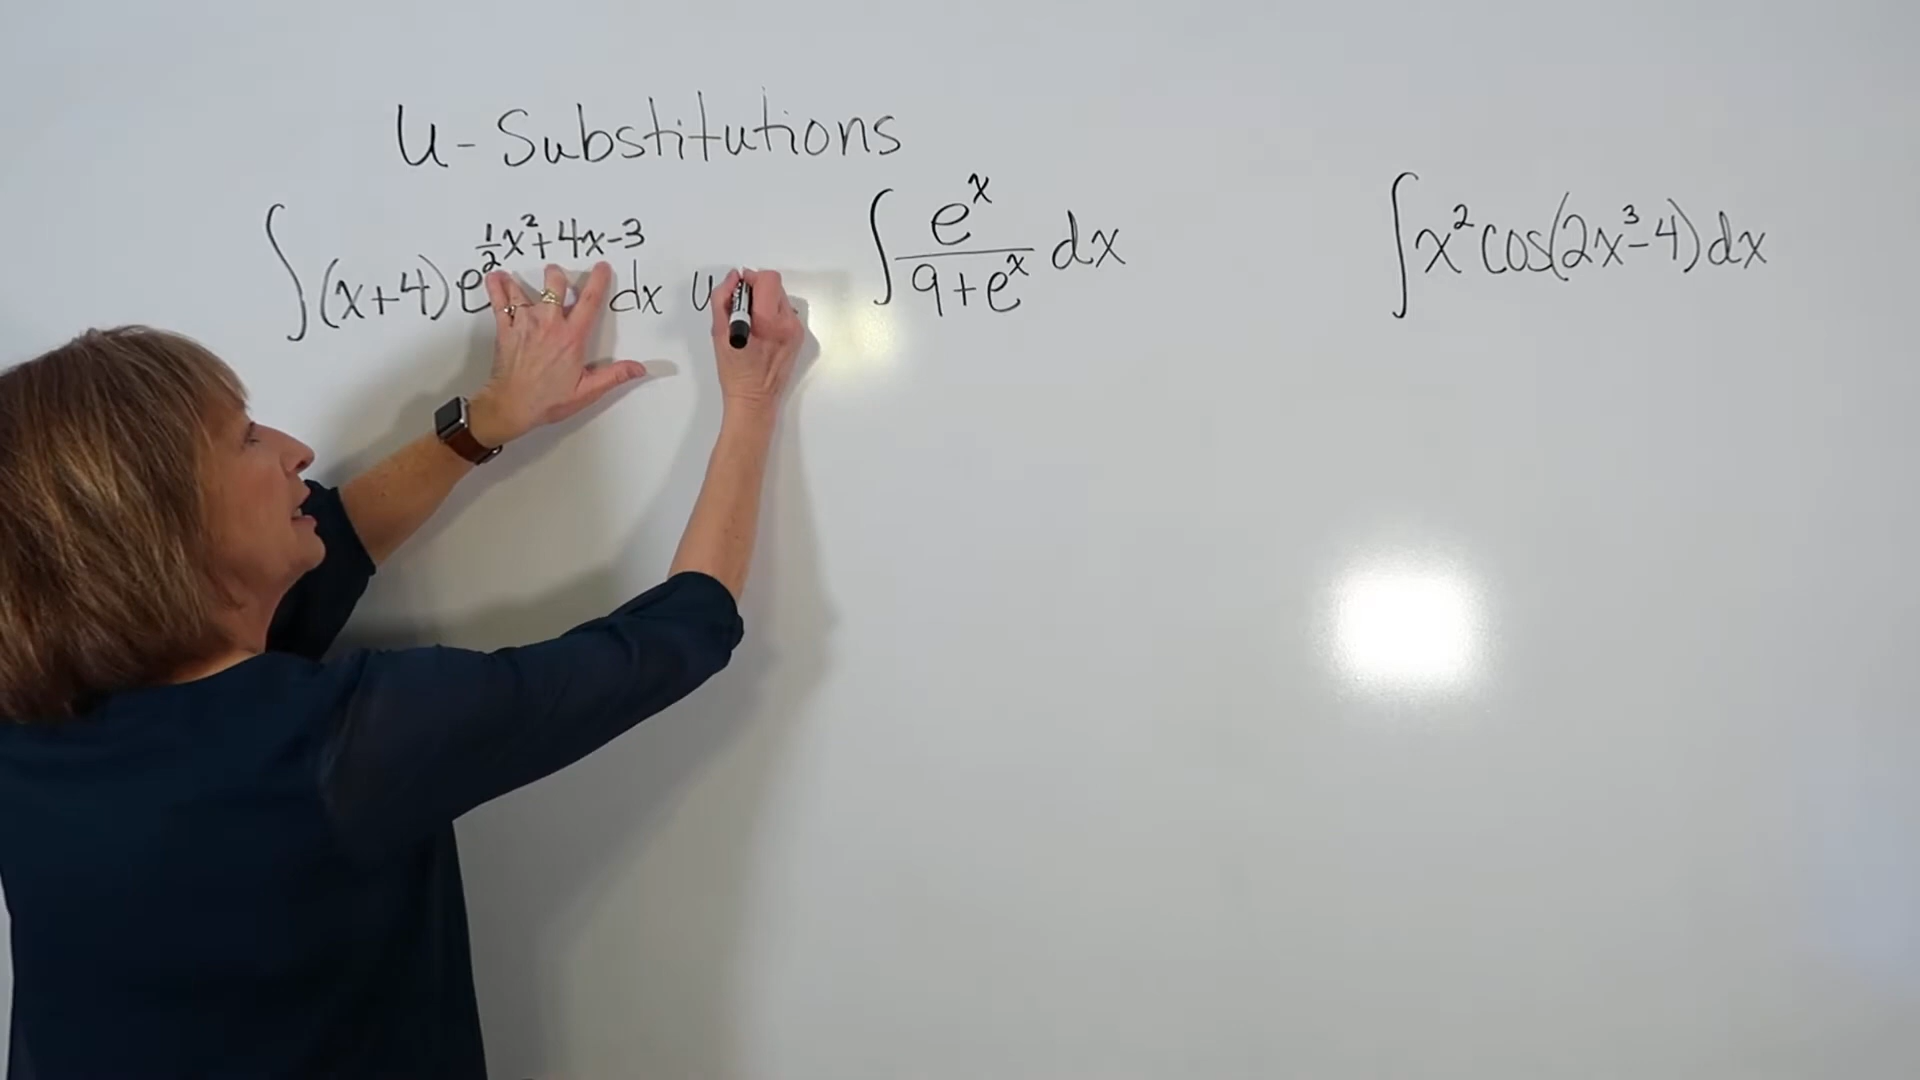 U-Substitutions
∫(x+4)e^{½x²+4x-3} dx u
∫ e^x/(9+e^x) dx
∫x²cos(2x³-4)dx